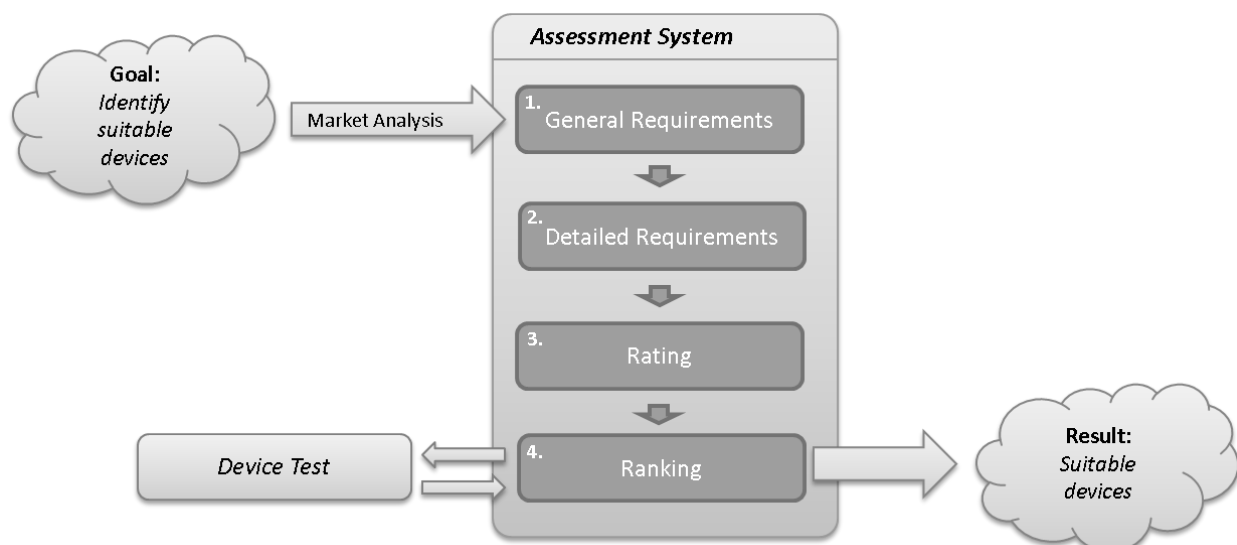 Assessment System
Goal:
Identify
suitable
devices
Market Analysis
1.
General Requirements
2.
Detailed Requirements
3.
Rating
Device Test
4.
Ranking
Result:
Suitable
devices